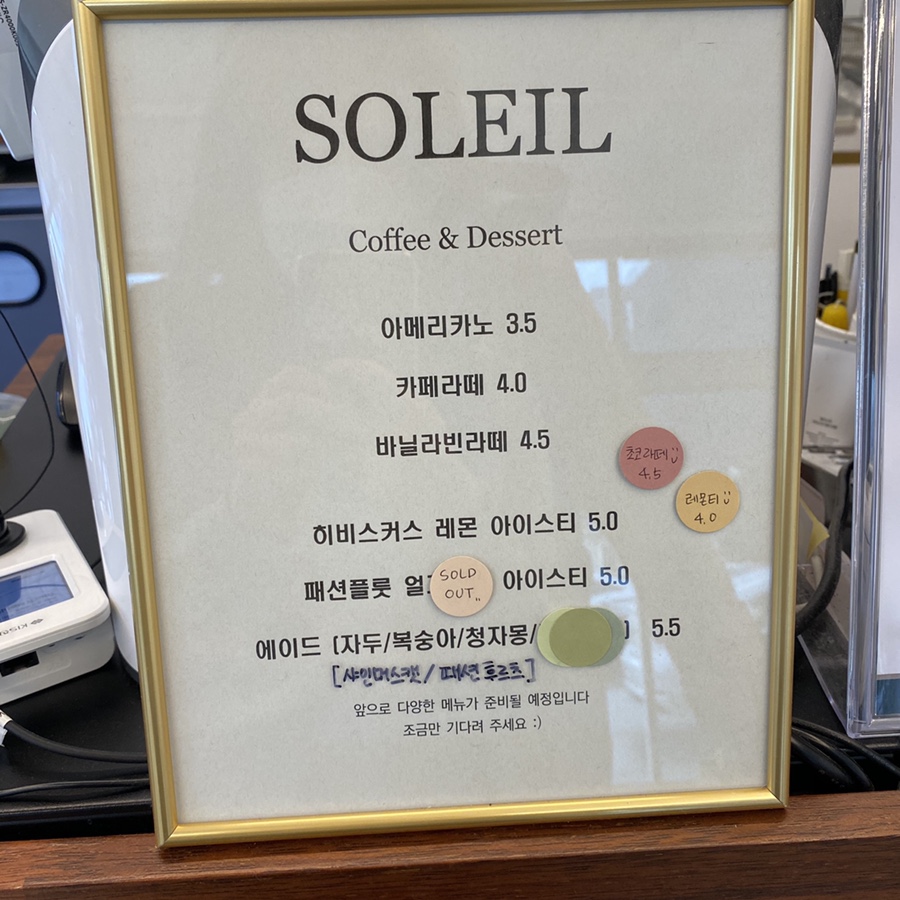 SOLEIL
Coffee & Dessert
아메리카노 3.5
카페라떼 4.0
바닐라빈라떼 4.5
초코라떼 :)
4.5
레몬티 :)
4.0
히비스커스 레몬 아이스티 5.0
패션플룻 얼그 아이스티 5.0
SOLD
OUT
에이드 [자두/복숭아/청자몽/ ] 5.5
[샤인머스캣 / 패션후르츠]
앞으로 다양한 메뉴가 준비될 예정입니다
조금만 기다려 주세요 :)